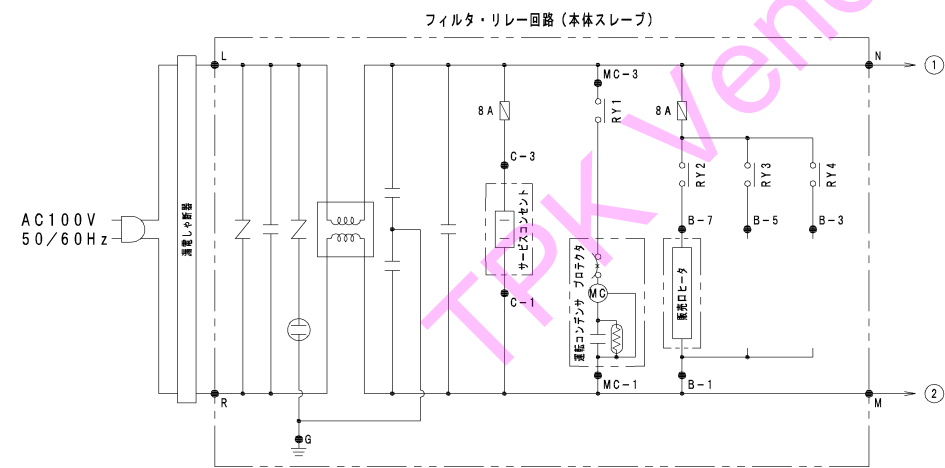 フィルタ・リレー回路（本体スレーブ）
L
N
MC-3
1
8A
RY1
8A
C-3
RY2
RY3
RY4
サービスコンセント
AC100V
50/60Hz
漏電しゃ断器
B-7
B-5
B-3
プロテクタ
MC
運転コンデンサ
販売口ヒータ
C-1
MC-1
B-1
R
M
2
G
TPK Vend